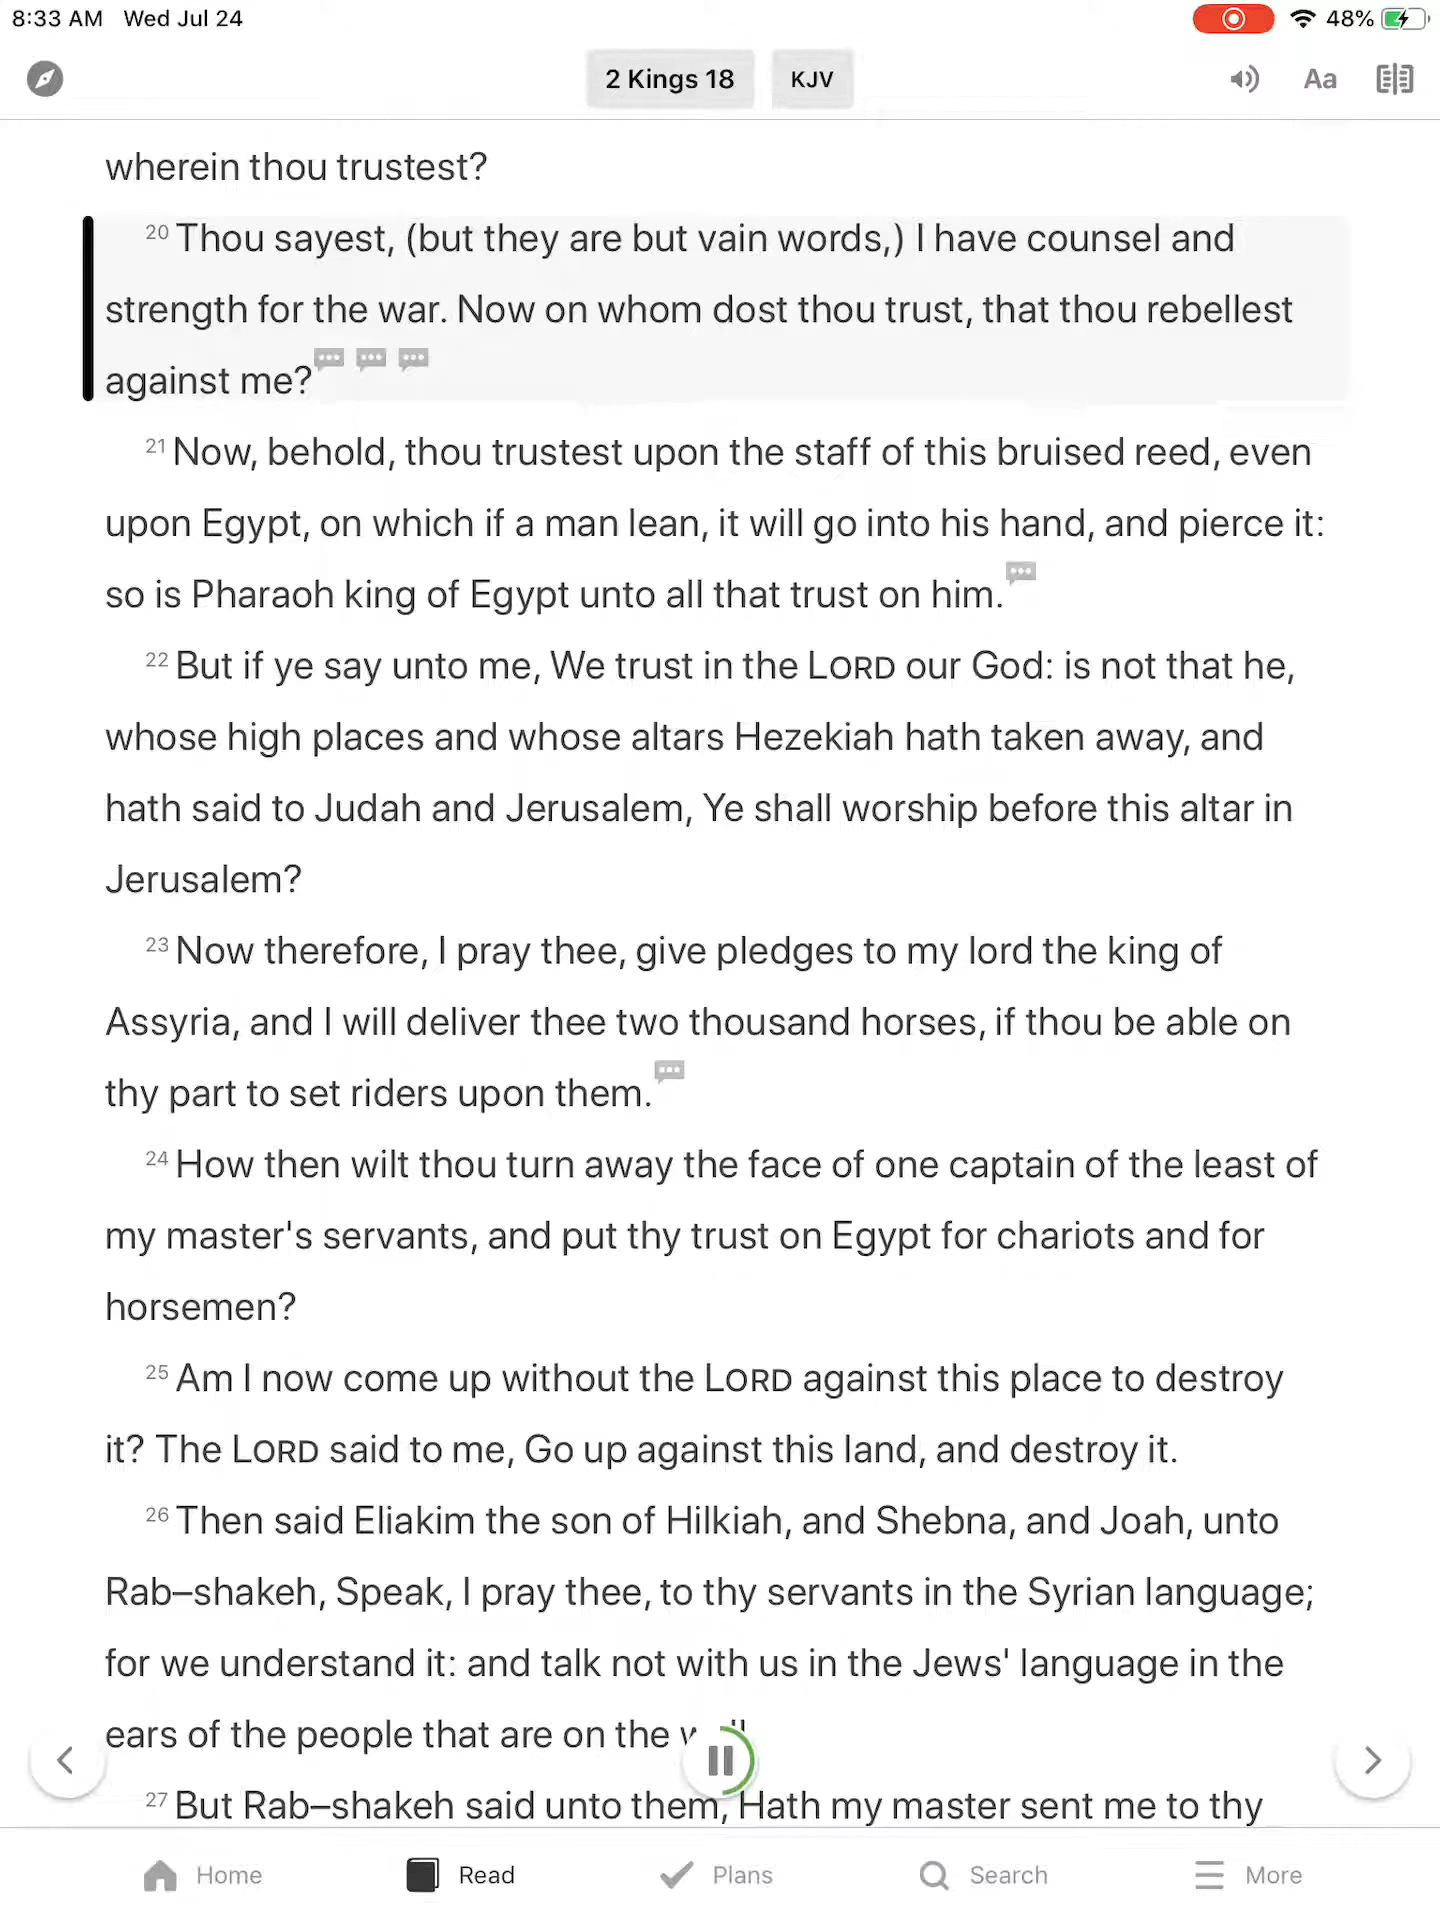 8:33 AM Wed Jul 24 48%
2 Kings 18 KJV Aa
wherein thou trustest?
20 Thou sayest, (but they are but vain words,) I have counsel and
strength for the war. Now on whom dost thou trust, that thou rebellest
against me?
21 Now, behold, thou trustest upon the staff of this bruised reed, even
upon Egypt, on which if a man lean, it will go into his hand, and pierce it:
so is Pharaoh king of Egypt unto all that trust on him.
22 But if ye say unto me, We trust in the LORD our God: is not that he,
whose high places and whose altars Hezekiah hath taken away, and
hath said to Judah and Jerusalem, Ye shall worship before this altar in
Jerusalem?
23 Now therefore, I pray thee, give pledges to my lord the king of
Assyria, and I will deliver thee two thousand horses, if thou be able on
thy part to set riders upon them.
24 How then wilt thou turn away the face of one captain of the least of
my master's servants, and put thy trust on Egypt for chariots and for
horsemen?
25 Am I now come up without the LORD against this place to destroy
it? The LORD said to me, Go up against this land, and destroy it.
26 Then said Eliakim the son of Hilkiah, and Shebna, and Joah, unto
Rab–shakeh, Speak, I pray thee, to thy servants in the Syrian language;
for we understand it: and talk not with us in the Jews' language in the
ears of the people that are on the
27 But Rab–shakeh said unto them, Hath my master sent me to thy
Home Read Plans Search More